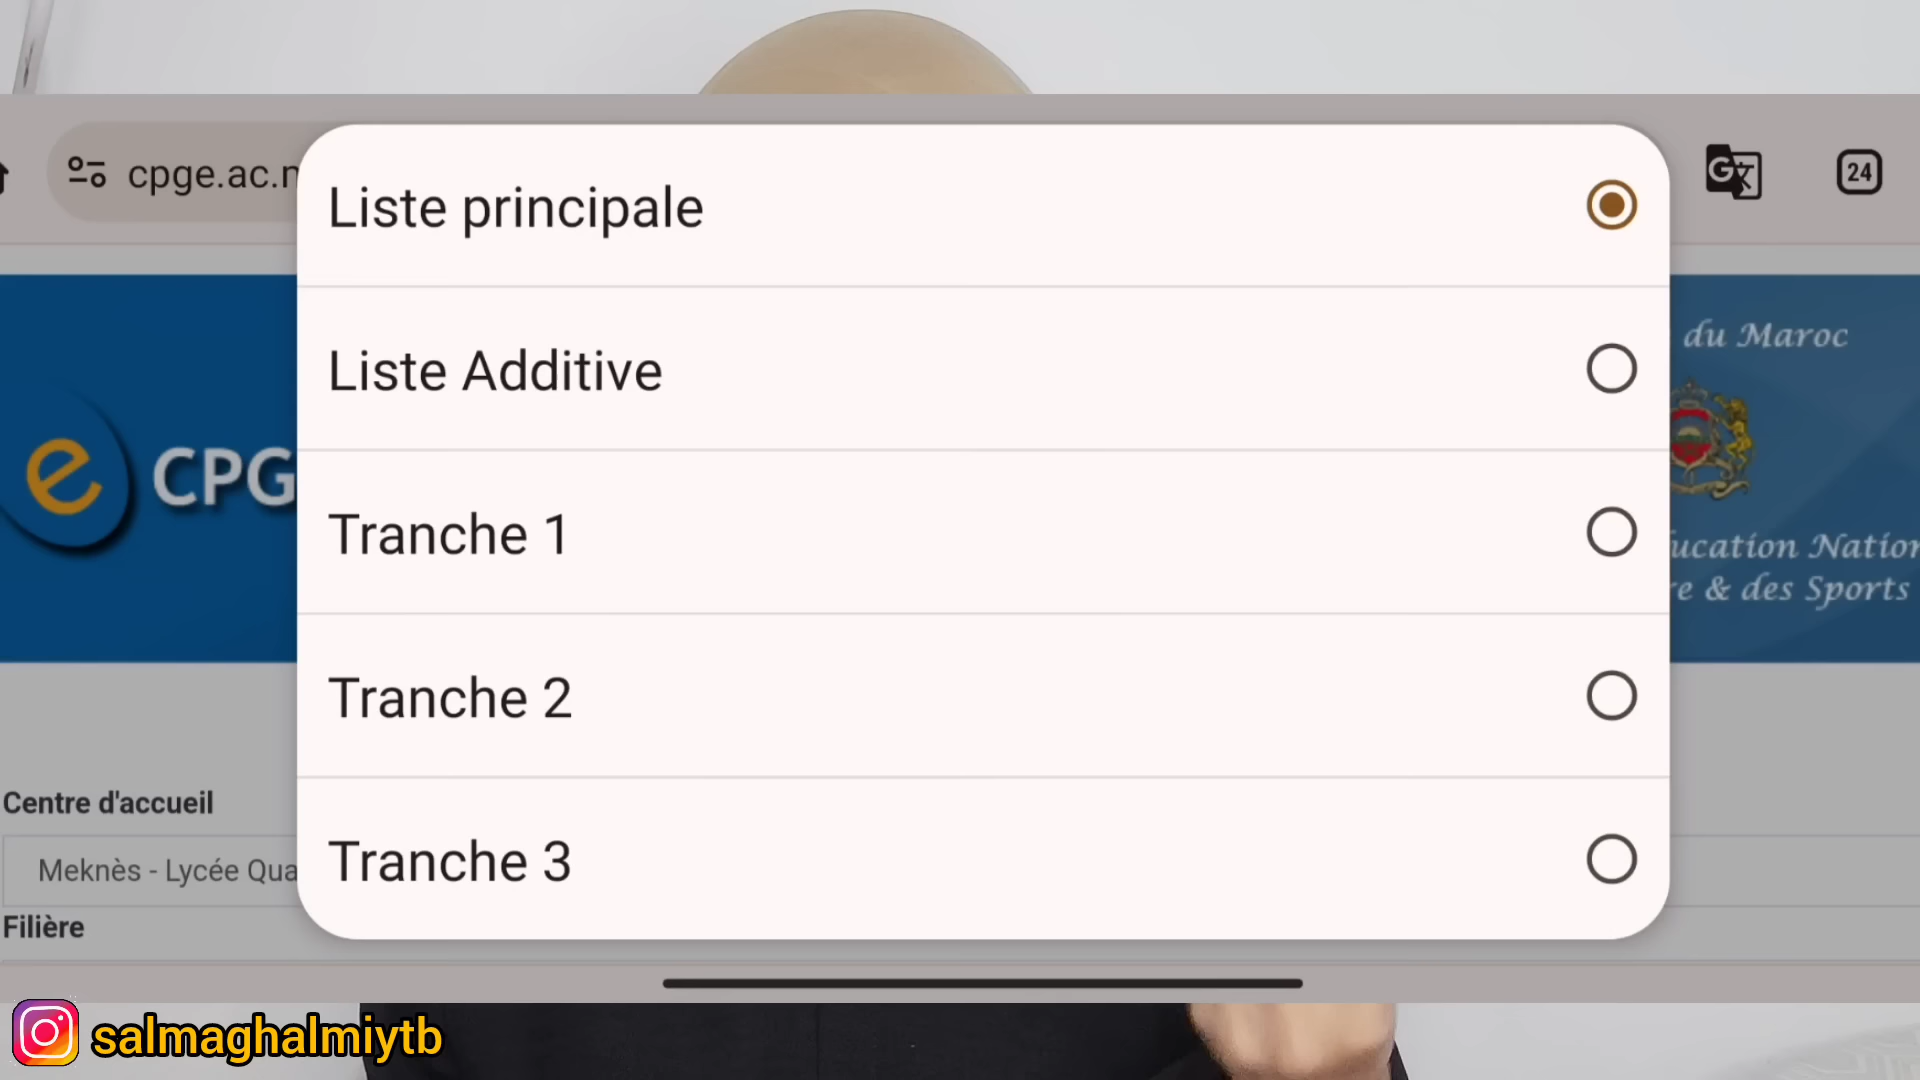 cpge.ac.
24
Liste principale
Liste Additive
Tranche 1
Tranche 2
Tranche 3
du Maroc
e CPG
ucation Nation
& des Sports
Centre d'accueil
Meknès - Lycée Qua
Filière
salmaghalmiytb